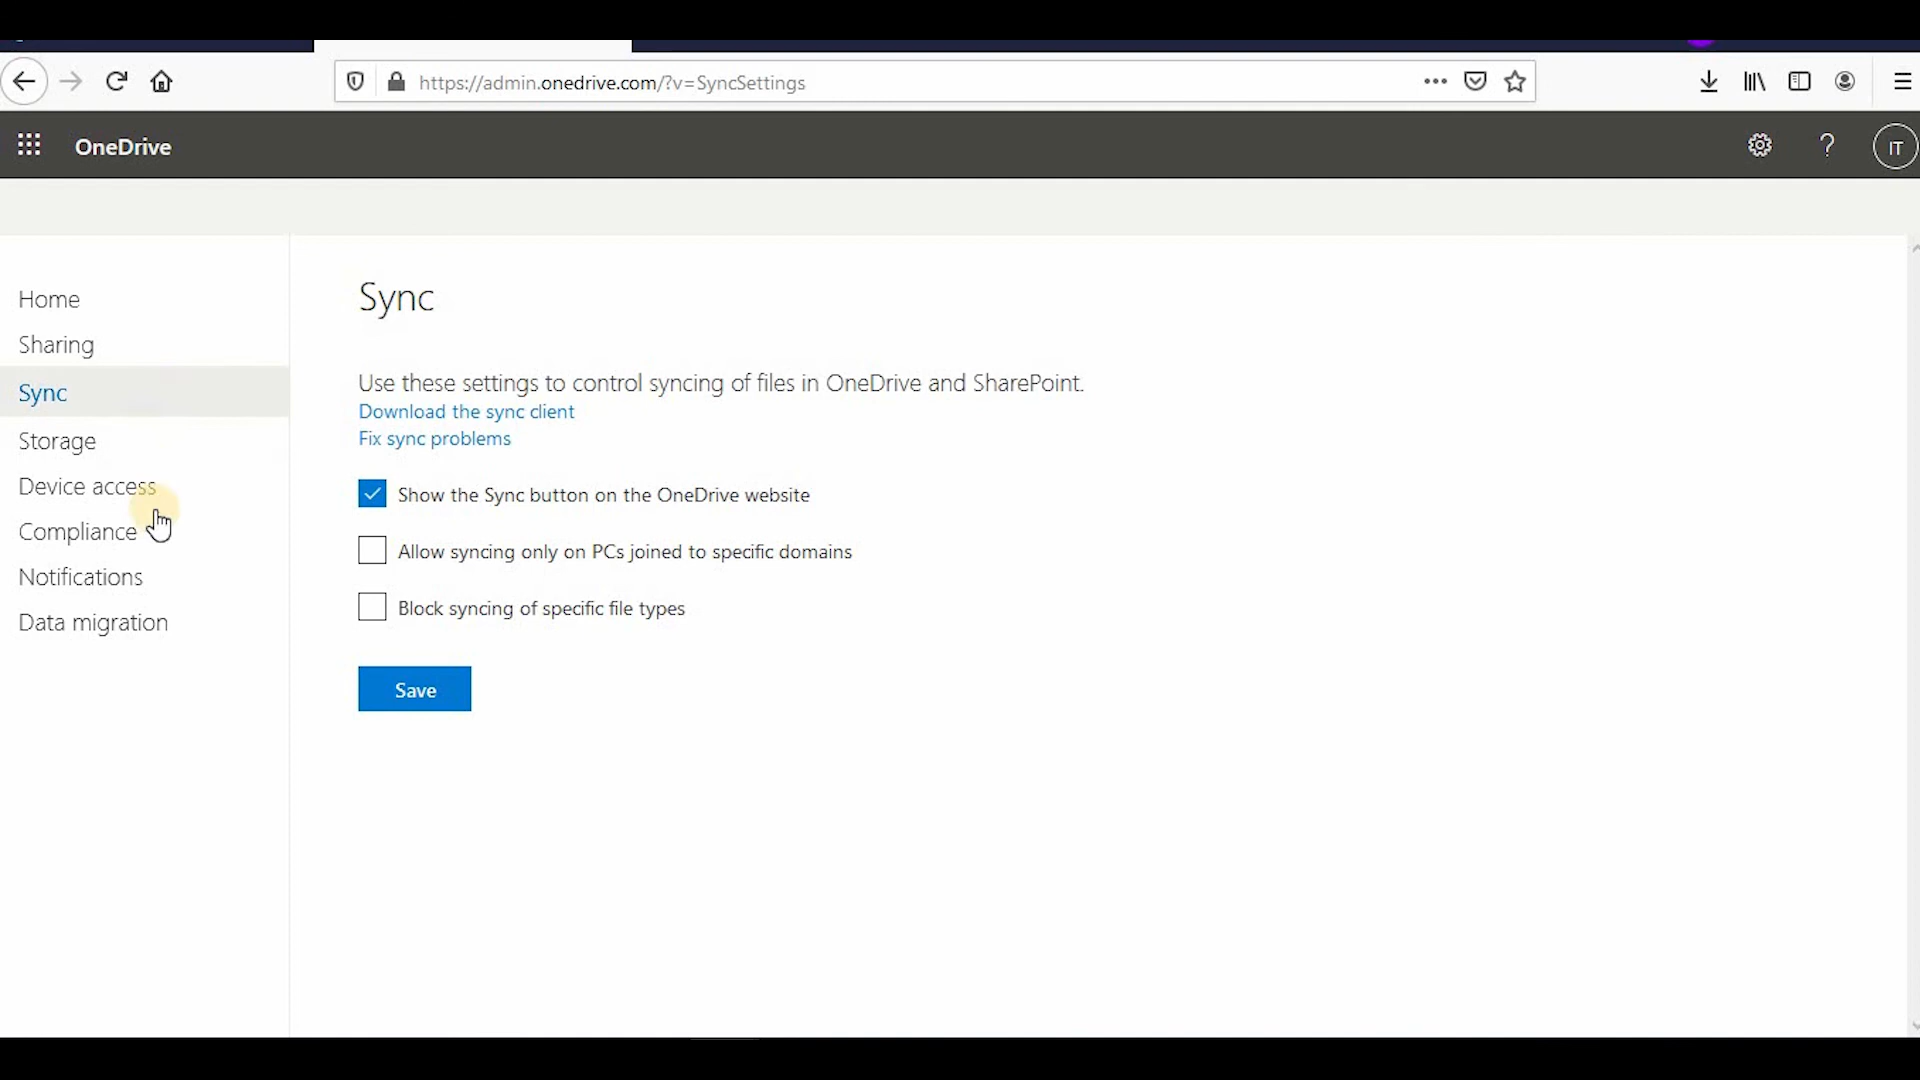 https://admin.onedrive.com/?v=SyncSettings
OneDrive
?
IT
Home
Sharing
Sync
Storage
Device access
Compliance
Notifications
Data migration
Sync
Use these settings to control syncing of files in OneDrive and SharePoint.
Download the sync client
Fix sync problems
Show the Sync button on the OneDrive website
Allow syncing only on PCs joined to specific domains
Block syncing of specific file types
Save